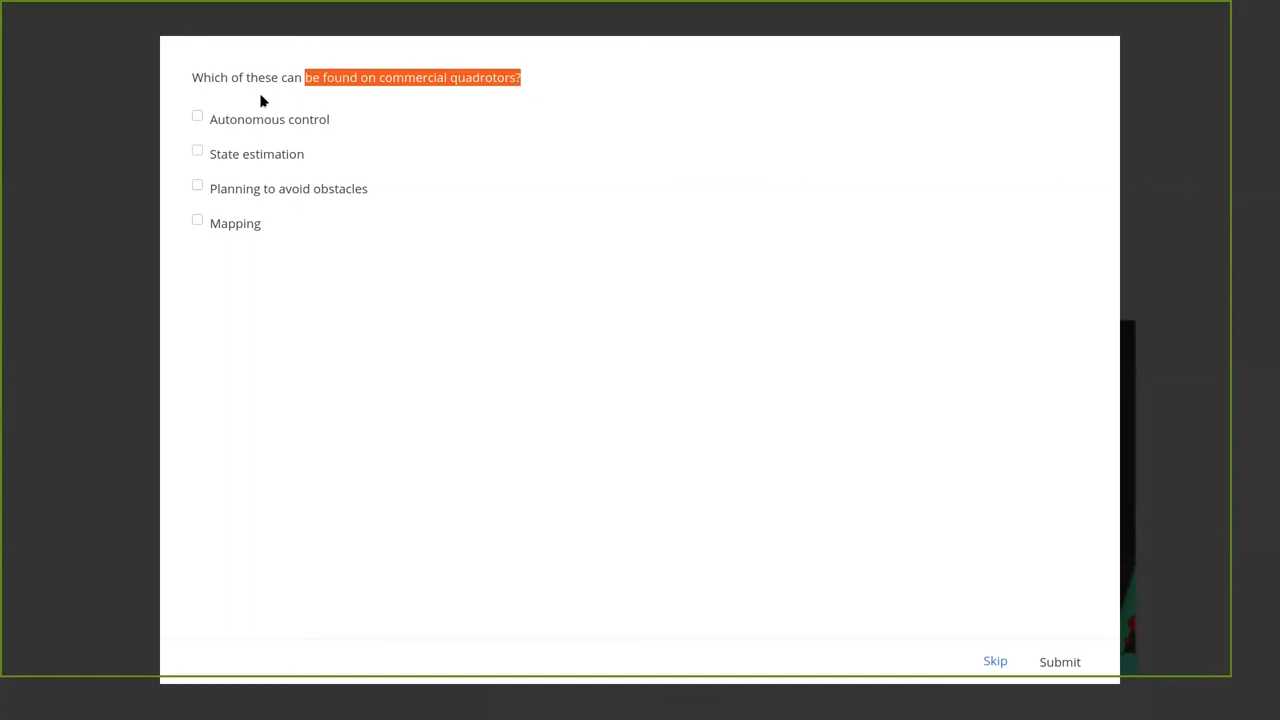 Which of these can be found on commercial quadrotors?
Autonomous control
State estimation
Planning to avoid obstacles
Mapping
Skip
Submit